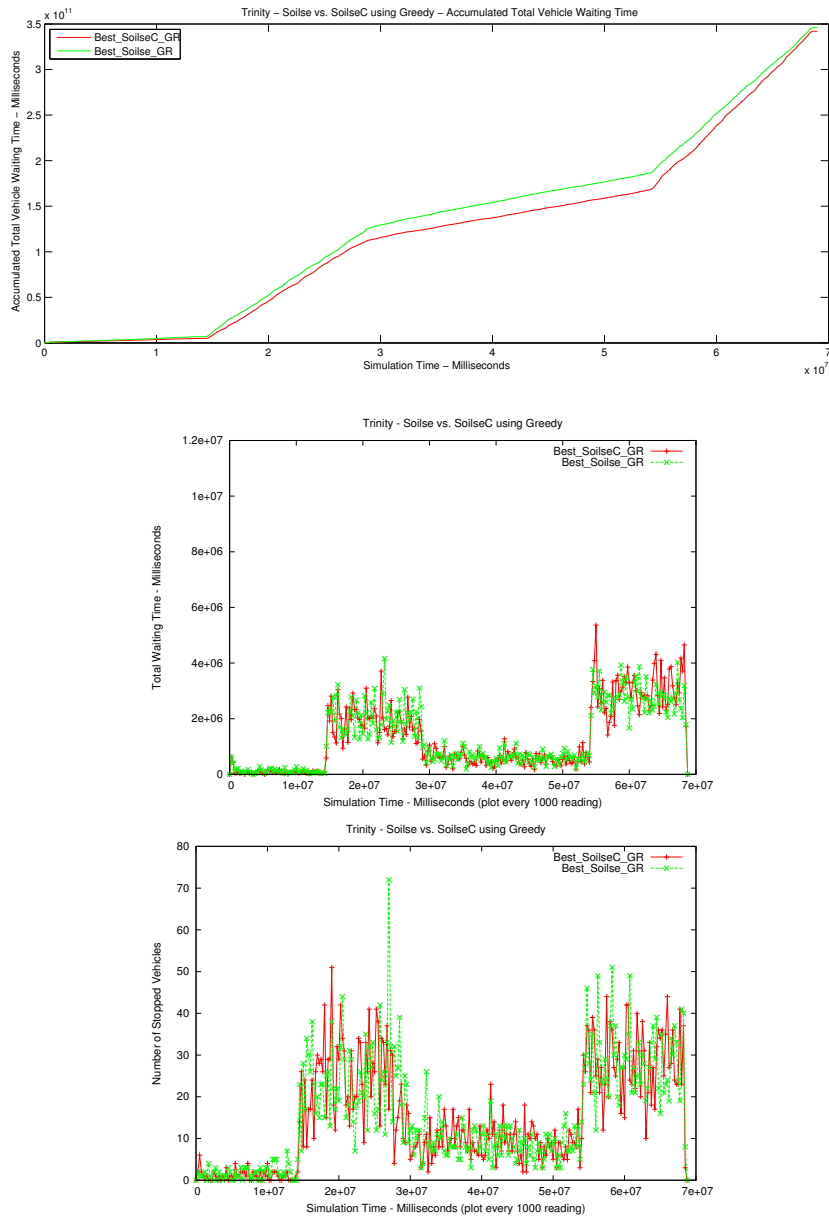 Trinity – Soilse vs. SoilseC using Greedy – Accumulated Total Vehicle Waiting Time
x 10^11
3.5
3
2.5
2
1.5
1
0.5
0
Accumulated Total Vehicle Waiting Time – Milliseconds
Best_SoilseC_GR
Best_Soilse_GR
0
1
2
3
4
5
6
7
x 10^7
Simulation Time – Milliseconds
Trinity - Soilse vs. SoilseC using Greedy
1.2e+07
1e+07
8e+06
6e+06
4e+06
2e+06
0
Total Waiting Time - Milliseconds
Best_SoilseC_GR
Best_Soilse_GR
0
1e+07
2e+07
3e+07
4e+07
5e+07
6e+07
7e+07
Simulation Time - Milliseconds (plot every 1000 reading)
Trinity - Soilse vs. SoilseC using Greedy
80
70
60
50
40
30
20
10
0
Number of Stopped Vehicles
Best_SoilseC_GR
Best_Soilse_GR
0
1e+07
2e+07
3e+07
4e+07
5e+07
6e+07
7e+07
Simulation Time - Milliseconds (plot every 1000 reading)